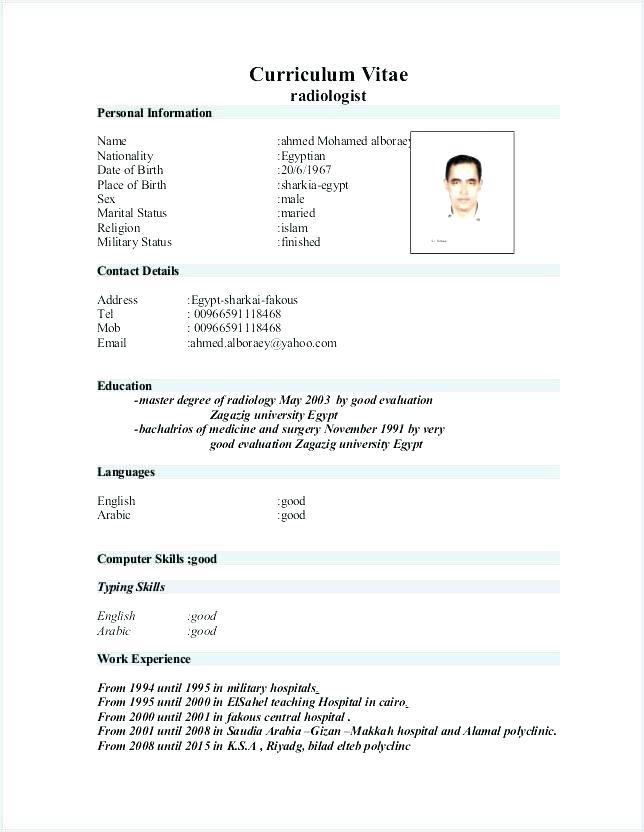 Curriculum Vitae
radiologist
Personal Information
Name :ahmed Mohamed alboraey
Nationality :Egyptian
Date of Birth :20/6/1967
Place of Birth :sharkia-egypt
Sex :male
Marital Status :maried
Religion :islam
Military Status :finished
Contact Details
Address :Egypt-sharkai-fakous
Tel : 00966591118468
Mob : 00966591118468
Email :ahmed.alboraey@yahoo.com
Education
-master degree of radiology May 2003 by good evaluation
Zagazig university Egypt
-bachalrios of medicine and surgery November 1991 by very
good evaluation Zagazig university Egypt
Languages
English :good
Arabic :good
Computer Skills :good
Typing Skills
English :good
Arabic :good
Work Experience
From 1994 until 1995 in military hospitals.
From 1995 until 2000 in ElSahel teaching Hospital in cairo.
From 2000 until 2001 in fakous central hospital .
From 2001 until 2008 in Saudia Arabia –Gizan –Makkah hospital and Alamal polyclinic.
From 2008 until 2015 in K.S.A , Riyadg, bilad elteb polyclinc